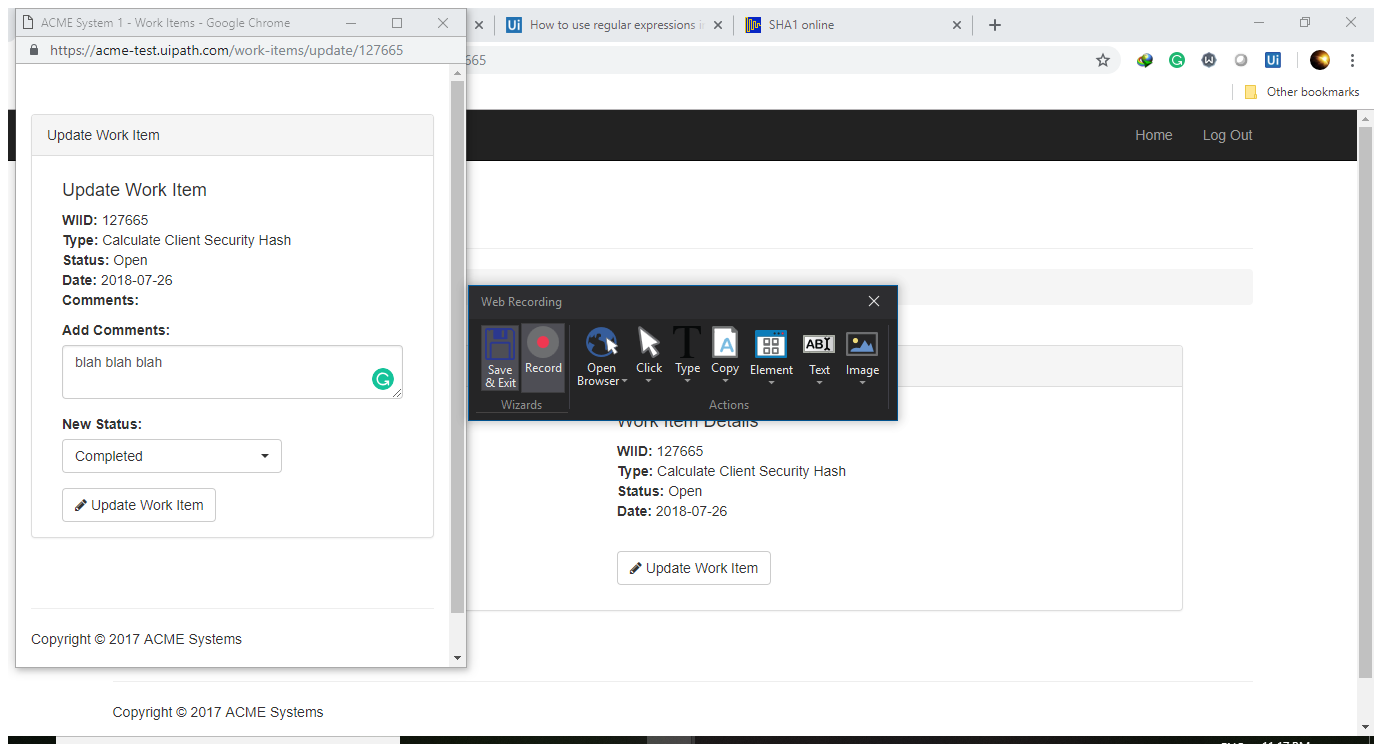 ACME System 1 - Work Items - Google Chrome
https://acme-test.uipath.com/work-items/update/127665
Update Work Item
Update Work Item
WIID: 127665
Type: Calculate Client Security Hash
Status: Open
Date: 2018-07-26
Comments:
Add Comments:
blah blah blah
New Status:
Completed
Update Work Item
Copyright © 2017 ACME Systems
Ui How to use regular expressions
SHA1 online
665
Ui
Other bookmarks
Home Log Out
Web Recording
Save & Exit
Record
Open Browser
Click
Type
Copy
Element
Text
Image
Wizards
Actions
Work Item Details
WIID: 127665
Type: Calculate Client Security Hash
Status: Open
Date: 2018-07-26
Update Work Item
Copyright © 2017 ACME Systems